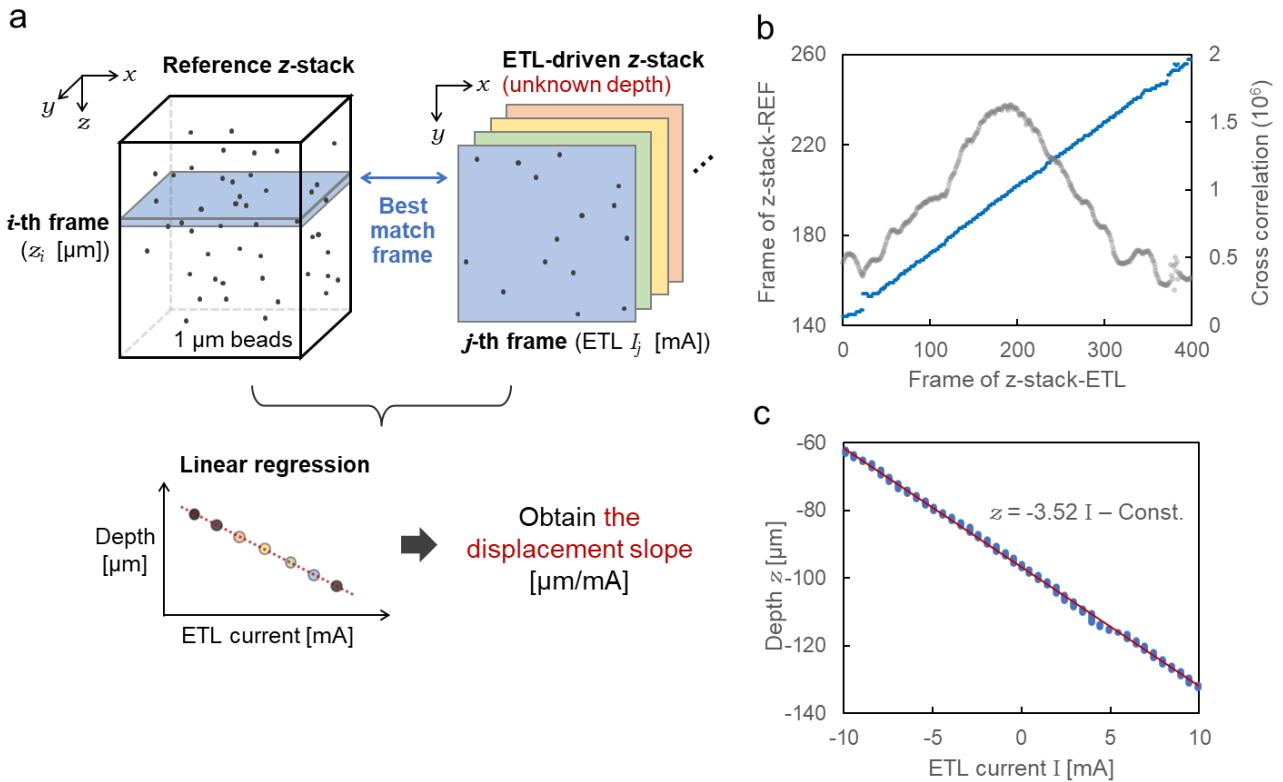 a
Reference z-stack
x
y
z
i-th frame
(zᵢ [µm])
1 µm beads
Best
match
frame
ETL-driven z-stack
(unknown depth)
x
y
j-th frame (ETL Iⱼ [mA])
Linear regression
Depth
[µm]
ETL current [mA]
Obtain the
displacement slope
[µm/mA]
b
Frame of z-stack-REF
260
220
180
140
2
1.5
1
0.5
0
Cross correlation (10⁶)
0
100
200
300
400
Frame of z-stack-ETL
c
Depth z [µm]
-60
-80
-100
-120
-140
z = -3.52 I – Const.
-10
-5
0
5
10
ETL current I [mA]